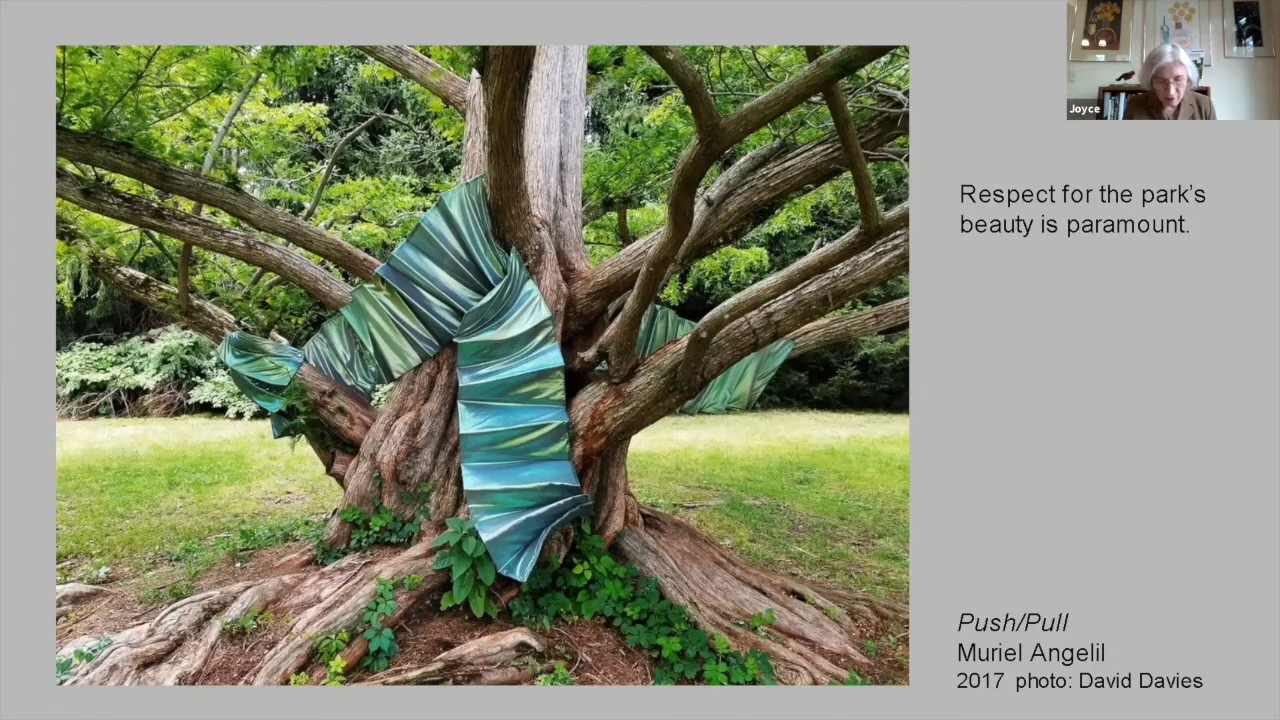 Joyce
Respect for the park’s
beauty is paramount.
Push/Pull
Muriel Angelil
2017 photo: David Davies